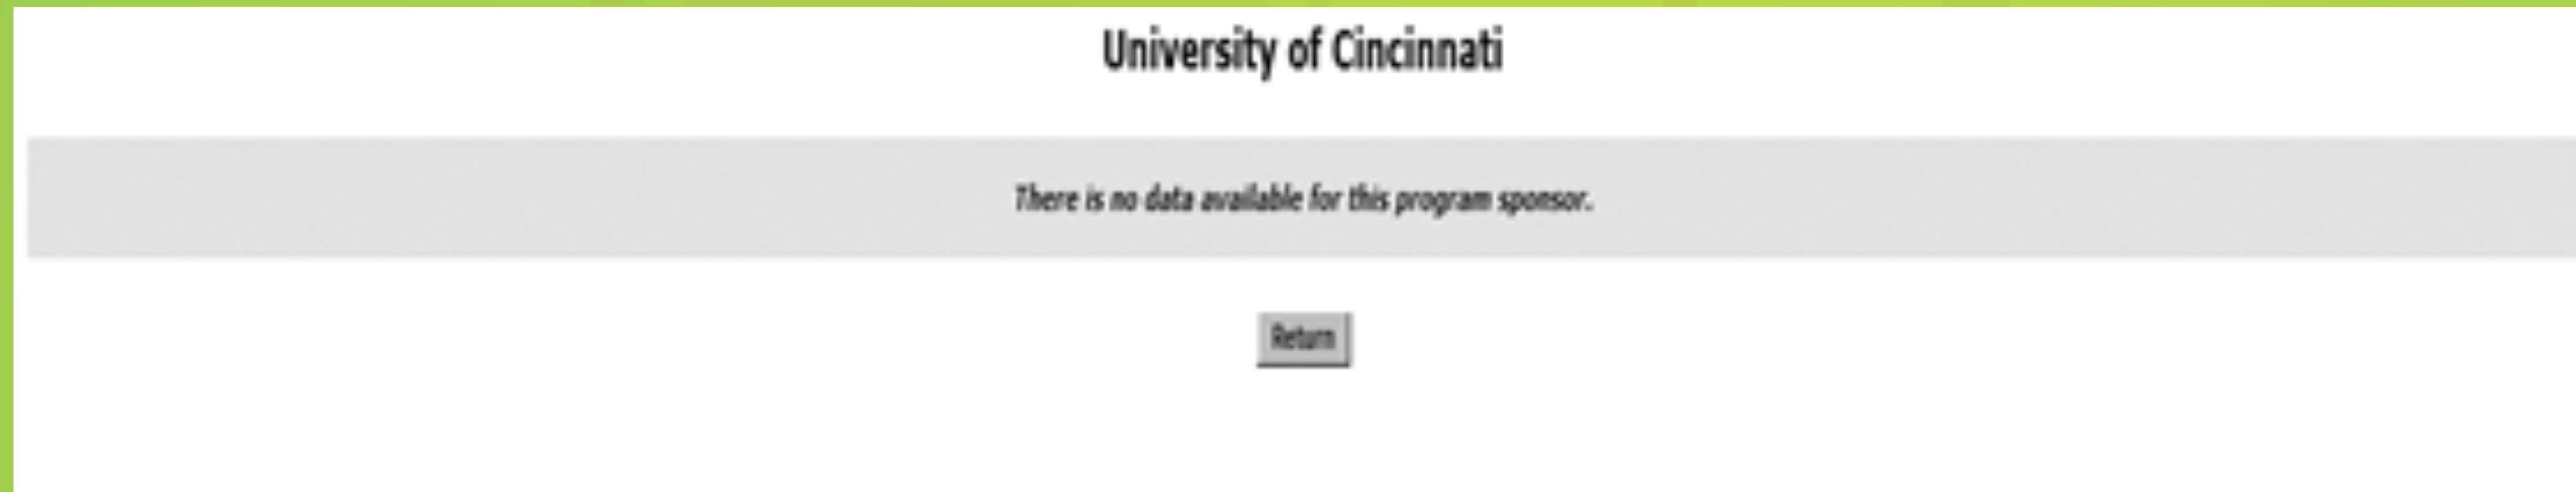 University of Cincinnati
There is no data available for this program sponsor.
Return